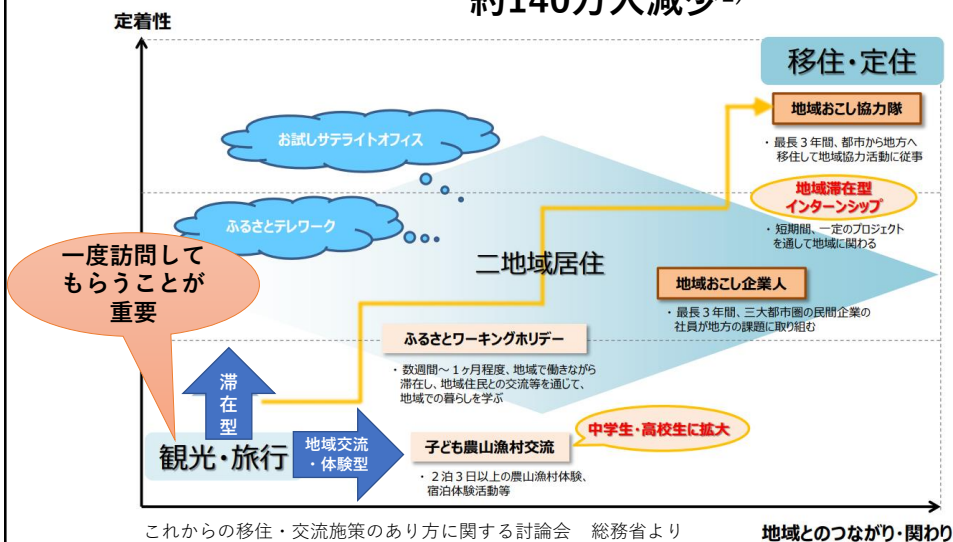 約140万人減少
定着性
移住・定住
地域おこし協力隊
・最長３年間、都市から地方へ
移住して地域協力活動に従事
お試しサテライトオフィス
地域滞在型
インターンシップ
・短期間、一定のプロジェクト
を通して地域に関わる
ふるさとテレワーク
一度訪問して
もらうことが
重要
二地域居住
地域おこし企業人
・最長３年間、三大都市圏の民間企業の
社員が地方の課題に取り組む
ふるさとワーキングホリデー
・数週間～１ヶ月程度、地域で働きながら
滞在し、地域住民との交流等を通じて、
地域での暮らしを学ぶ
滞
在
型
観光・旅行
地域交流
・体験型
子ども農山漁村交流
中学生・高校生に拡大
・２泊３日以上の農山漁村体験、
宿泊体験活動等
これからの移住・交流施策のあり方に関する討論会　総務省より
地域とのつながり・関わり